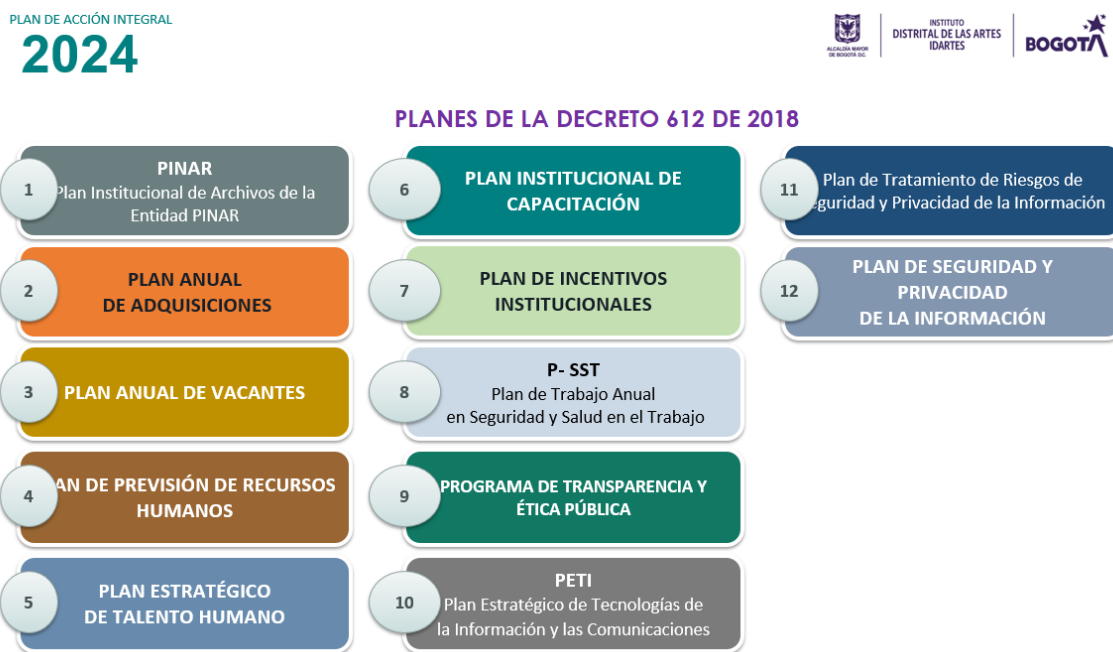 PLAN DE ACCIÓN INTEGRAL
2024
ALCALDÍA MAYOR
DE BOGOTÁ D.C.
INSTITUTO
DISTRITAL DE LAS ARTES
IDARTES
BOGOTÁ
PLANES DE LA DECRETO 612 DE 2018
1
PINAR
Plan Institucional de Archivos de la
Entidad PINAR
2
PLAN ANUAL
DE ADQUISICIONES
3
PLAN ANUAL DE VACANTES
4
AN DE PREVISIÓN DE RECURSOS
HUMANOS
5
PLAN ESTRATÉGICO
DE TALENTO HUMANO
6
PLAN INSTITUCIONAL DE
CAPACITACIÓN
7
PLAN DE INCENTIVOS
INSTITUCIONALES
8
P- SST
Plan de Trabajo Anual
en Seguridad y Salud en el Trabajo
9
PROGRAMA DE TRANSPARENCIA Y
ÉTICA PÚBLICA
10
PETI
Plan Estratégico de Tecnologías de
la Información y las Comunicaciones
11
Plan de Tratamiento de Riesgos de
eguridad y Privacidad de la Información
12
PLAN DE SEGURIDAD Y
PRIVACIDAD
DE LA INFORMACIÓN